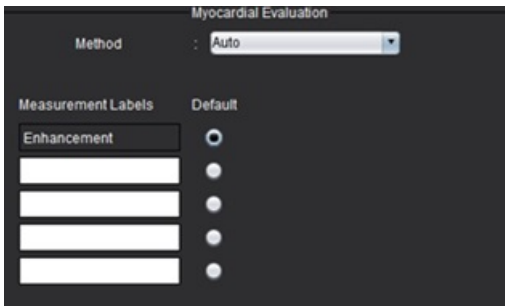 Myocardial Evaluation
Method : Auto
Measurement Labels Default
Enhancement